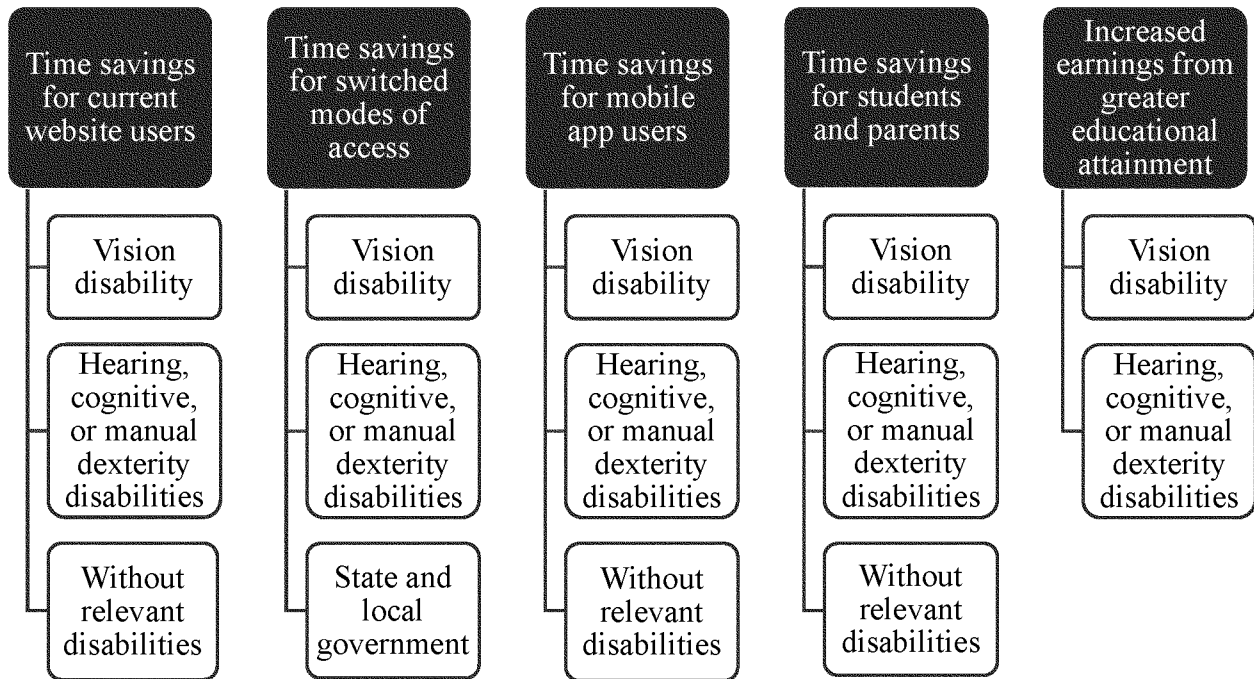 Time savings
for current
website users
Vision
disability
Hearing,
cognitive,
or manual
dexterity
disabilities
Without
relevant
disabilities
Time savings
for switched
modes of
access
Vision
disability
Hearing,
cognitive,
or manual
dexterity
disabilities
State and
local
government
Time savings
for mobile
app users
Vision
disability
Hearing,
cognitive,
or manual
dexterity
disabilities
Without
relevant
disabilities
Time savings
for students
and parents
Vision
disability
Hearing,
cognitive,
or manual
dexterity
disabilities
Without
relevant
disabilities
Increased
earnings from
greater
educational
attainment
Vision
disability
Hearing,
cognitive,
or manual
dexterity
disabilities